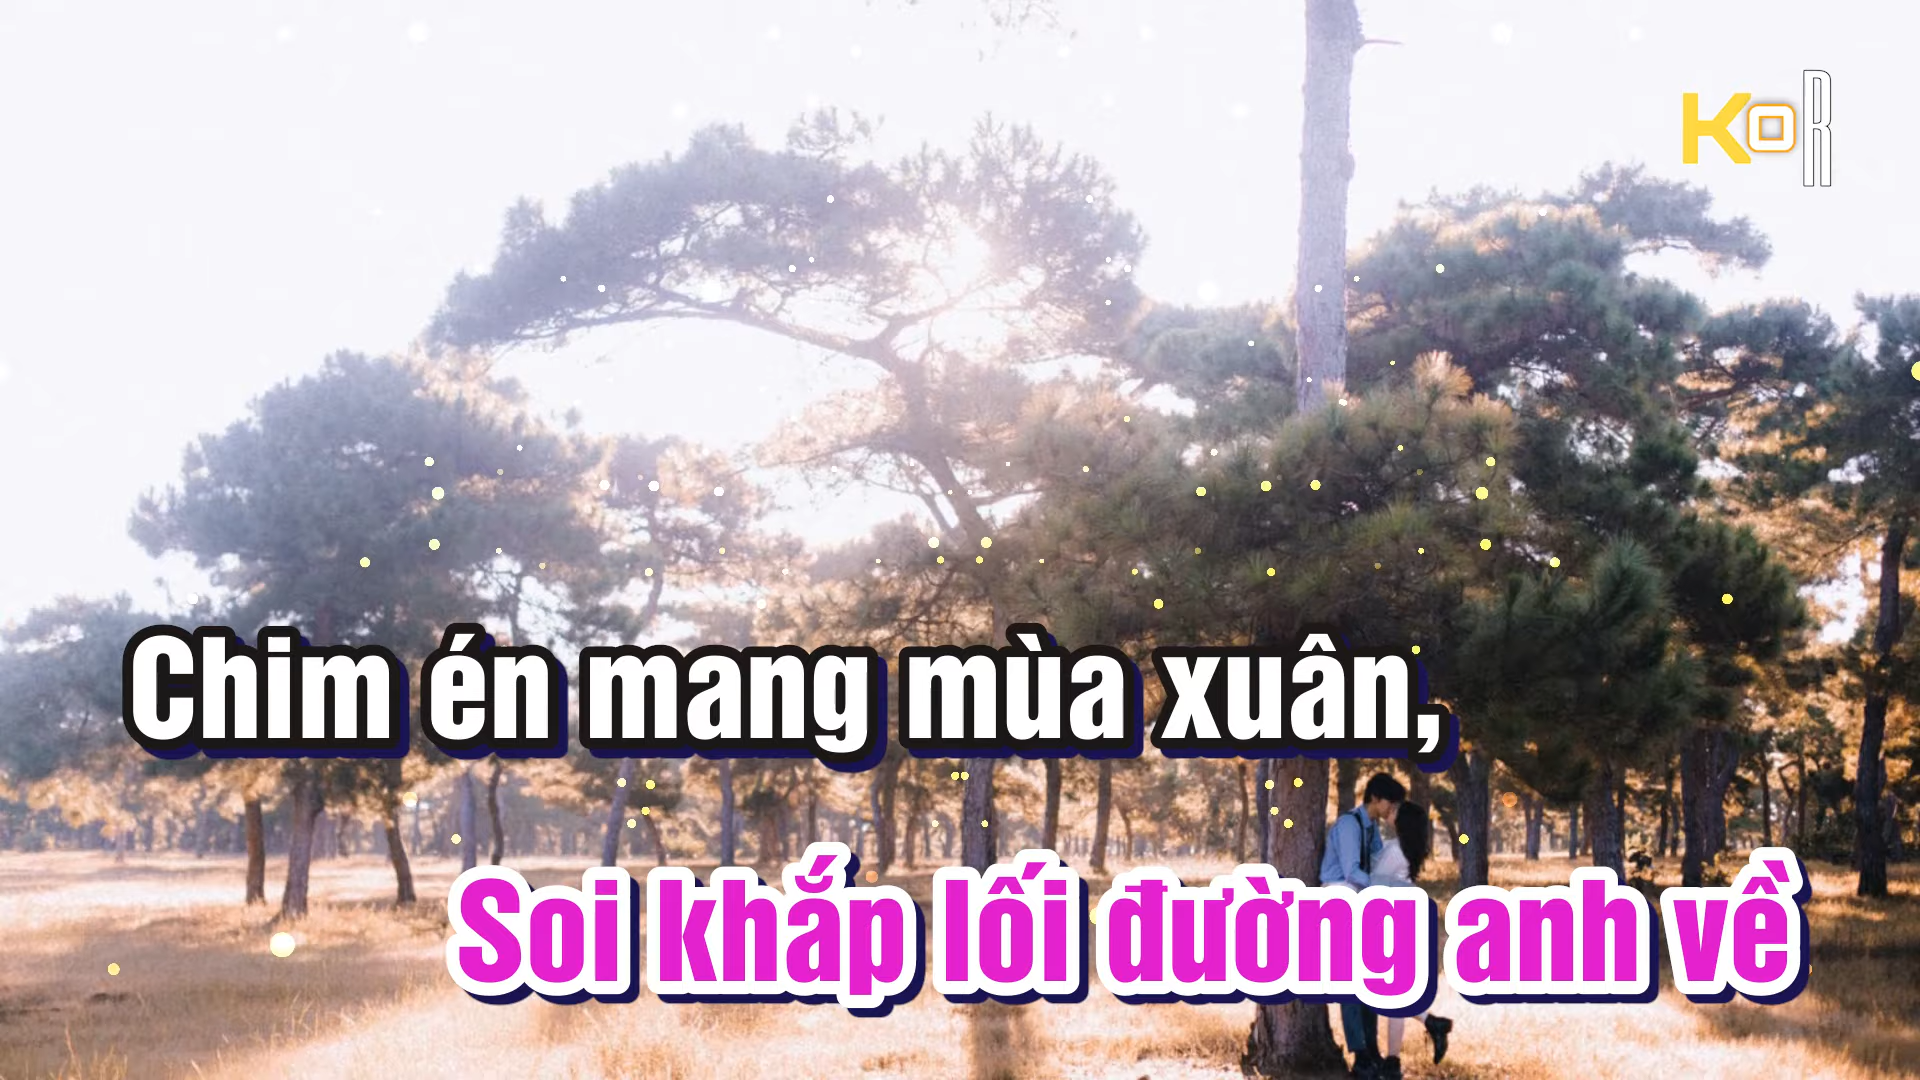 KOR
Chim én mang mùa xuân,
Soi khắp lối đường anh về